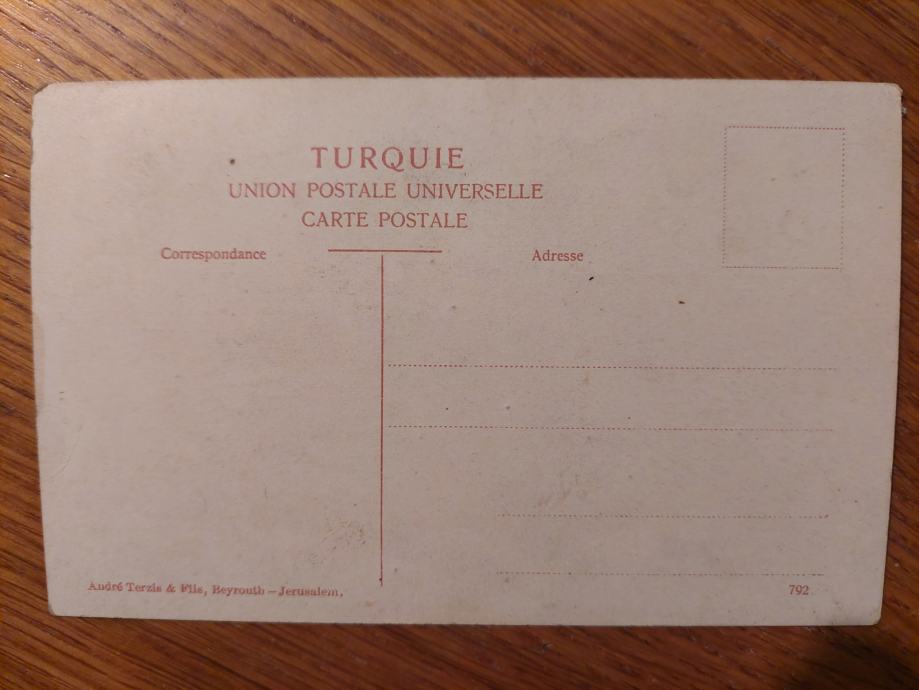 TURQUIE
UNION POSTALE UNIVERSELLE
CARTE POSTALE
Correspondance
Adresse
André Terzis & Fils, Beyrouth – Jerusalem.
792